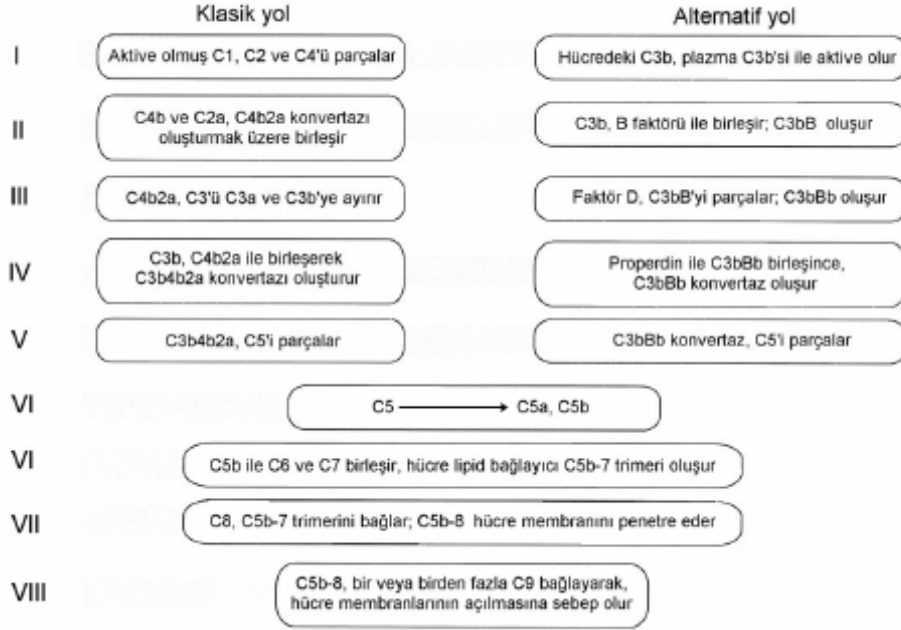 Klasik yol
Alternatif yol
I
Aktive olmuş C1, C2 ve C4'ü parçalar
Hücredeki C3b, plazma C3b'si ile aktive olur
II
C4b ve C2a, C4b2a konvertazı
oluşturmak üzere birleşir
C3b, B faktörü ile birleşir; C3bB oluşur
III
C4b2a, C3'ü C3a ve C3b'ye ayırır
Faktör D, C3bB'yi parçalar; C3bBb oluşur
IV
C3b, C4b2a ile birleşerek
C3b4b2a konvertazı oluşturur
Properdin ile C3bBb birleşince,
C3bBb konvertaz oluşur
V
C3b4b2a, C5'i parçalar
C3bBb konvertaz, C5'i parçalar
VI
C5 → C5a, C5b
VI
C5b ile C6 ve C7 birleşir, hücre lipid bağlayıcı C5b-7 trimeri oluşur
VII
C8, C5b-7 trimerini bağlar; C5b-8 hücre membranını penetre eder
VIII
C5b-8, bir veya birden fazla C9 bağlayarak,
hücre membranlarının açılmasına sebep olur